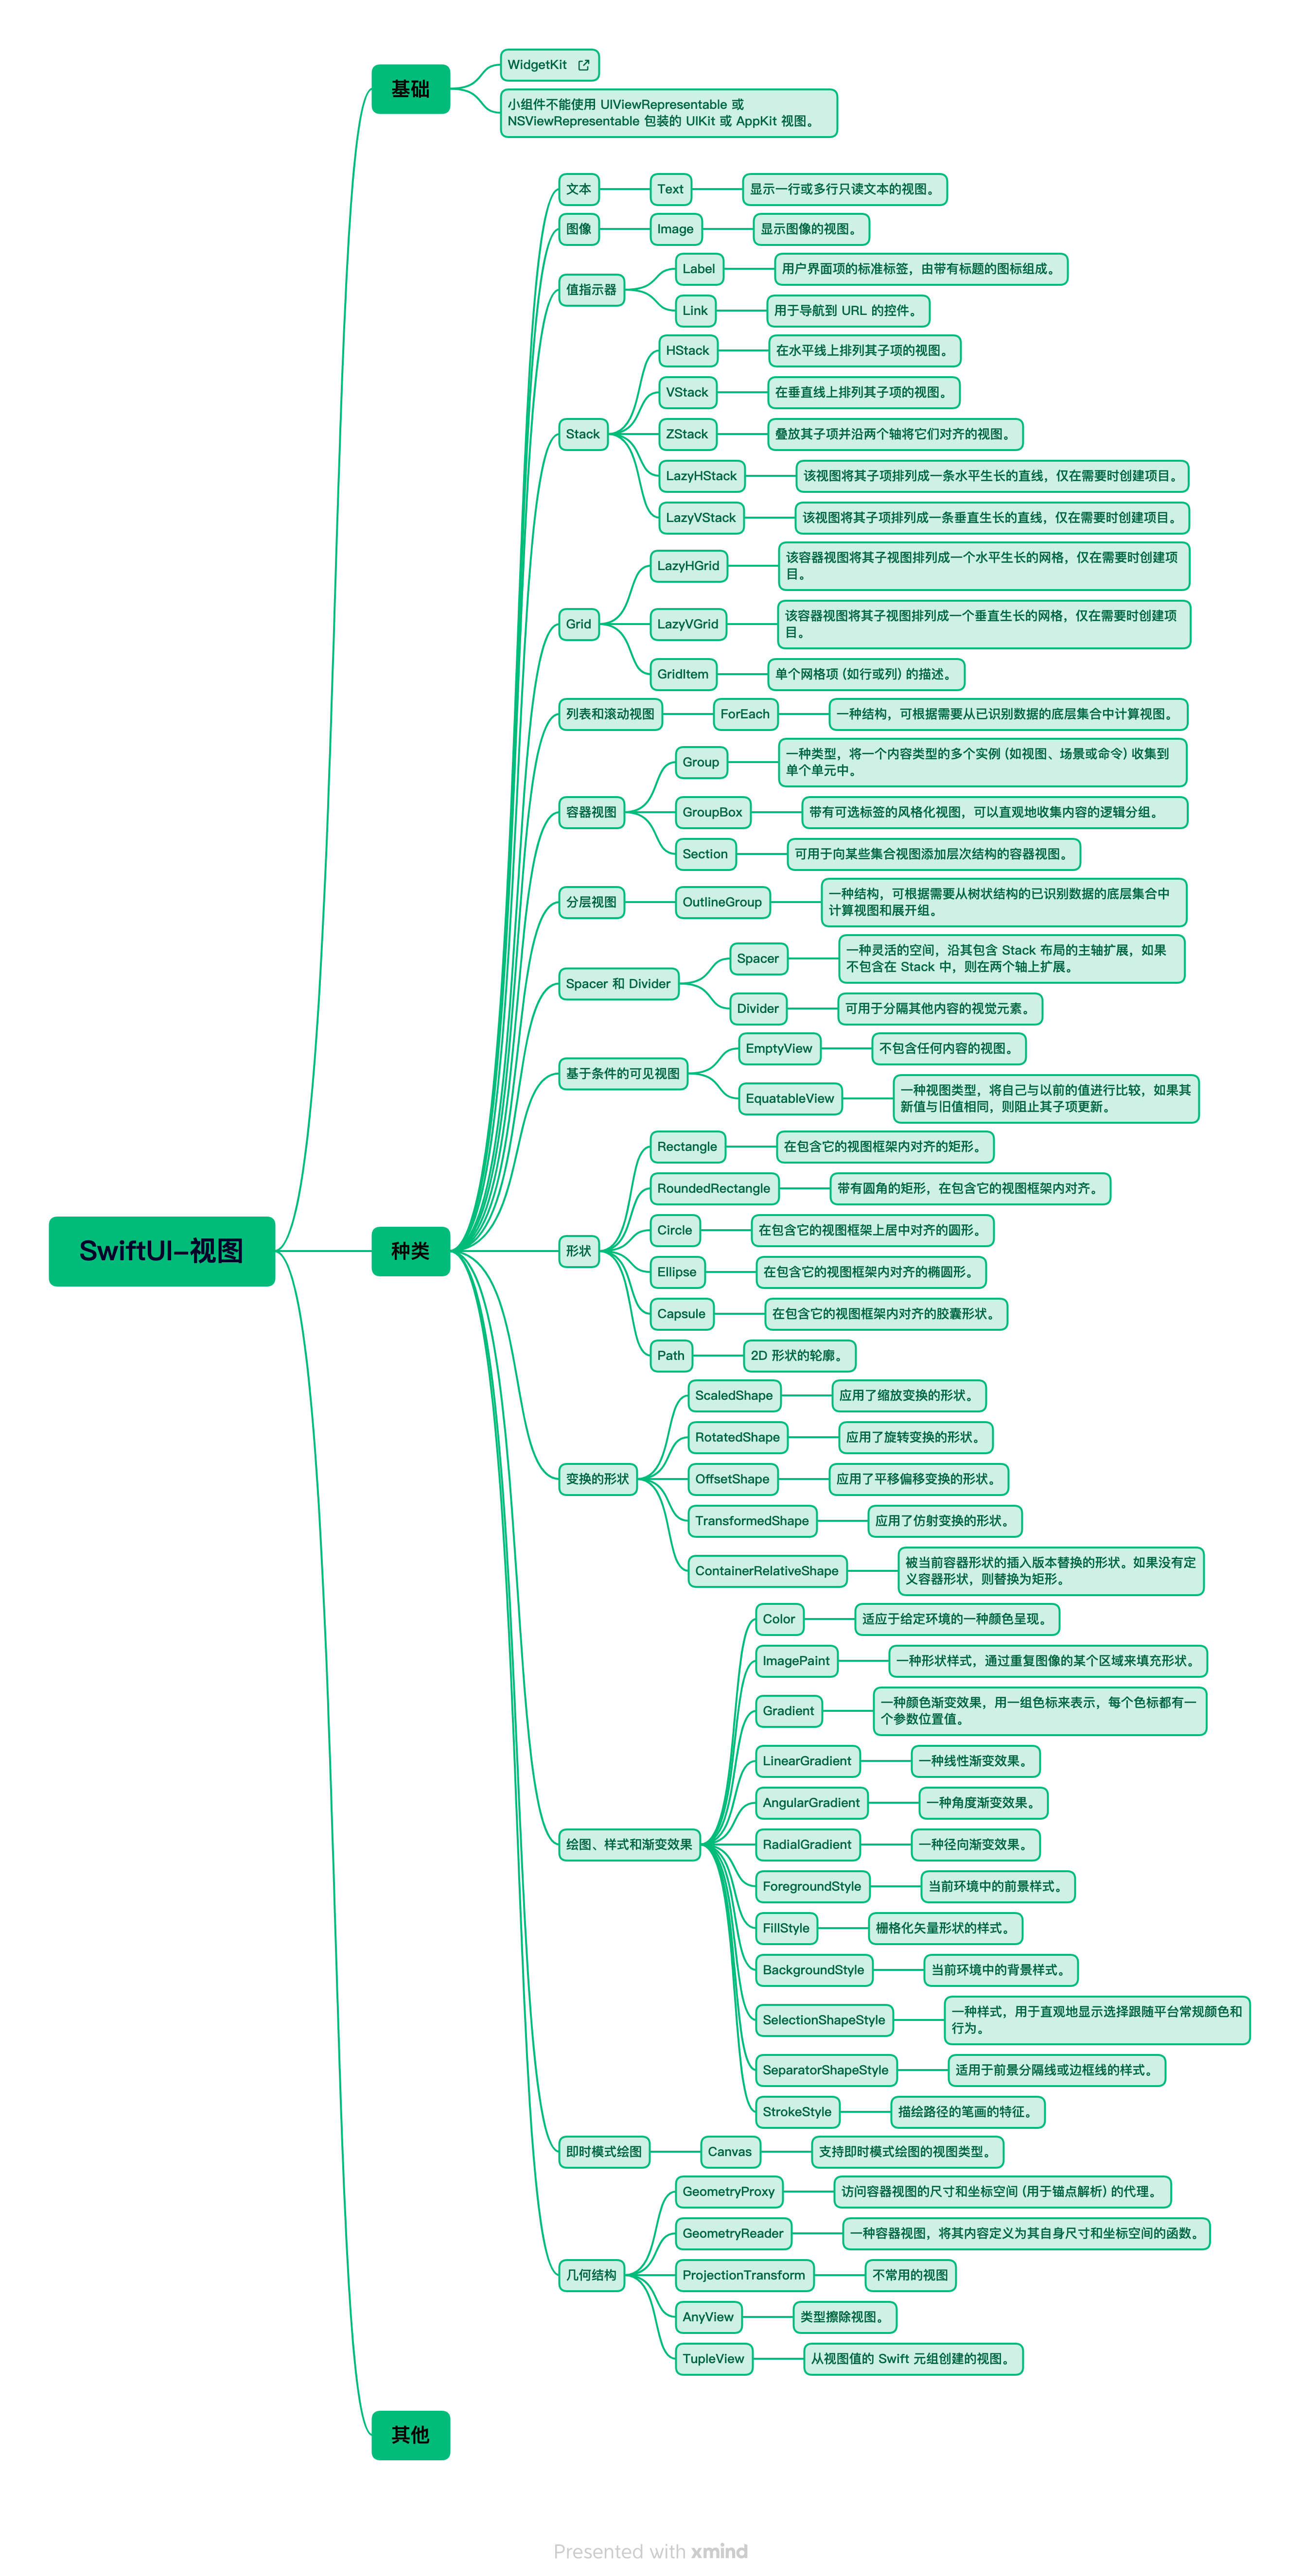 SwiftUI-视图
基础
WidgetKit
小组件不能使用 UIViewRepresentable 或
NSViewRepresentable 包装的 UIKit 或 AppKit 视图。
种类
文本
Text
显示一行或多行只读文本的视图。
图像
Image
显示图像的视图。
值指示器
Label
用户界面项的标准标签，由带有标题的图标组成。
Link
用于导航到 URL 的控件。
Stack
HStack
在水平线上排列其子项的视图。
VStack
在垂直线上排列其子项的视图。
ZStack
叠放其子项并沿两个轴将它们对齐的视图。
LazyHStack
该视图将其子项排列成一条水平生长的直线，仅在需要时创建项目。
LazyVStack
该视图将其子项排列成一条垂直生长的直线，仅在需要时创建项目。
Grid
LazyHGrid
该容器视图将其子视图排列成一个水平生长的网格，仅在需要时创建项
目。
LazyVGrid
该容器视图将其子视图排列成一个垂直生长的网格，仅在需要时创建项
目。
GridItem
单个网格项（如行或列）的描述。
列表和滚动视图
ForEach
一种结构，可根据需要从已识别数据的底层集合中计算视图。
容器视图
Group
一种类型，将一个内容类型的多个实例（如视图、场景或命令）收集到
单个单元中。
GroupBox
带有可选标签的风格化视图，可以直观地收集内容的逻辑分组。
Section
可用于向某些集合视图添加层次结构的容器视图。
分层视图
OutlineGroup
一种结构，可根据需要从树状结构的已识别数据的底层集合中
计算视图和展开组。
Spacer 和 Divider
Spacer
一种灵活的空间，沿其包含 Stack 布局的主轴扩展，如果
不包含在 Stack 中，则在两个轴上扩展。
Divider
可用于分隔其他内容的视觉元素。
基于条件的可见视图
EmptyView
不包含任何内容的视图。
EquatableView
一种视图类型，将自己与以前的值进行比较，如果其
新值与旧值相同，则阻止其子项更新。
形状
Rectangle
在包含它的视图框架内对齐的矩形。
RoundedRectangle
带有圆角的矩形，在包含它的视图框架内对齐。
Circle
在包含它的视图框架上居中对齐的圆形。
Ellipse
在包含它的视图框架内对齐的椭圆形。
Capsule
在包含它的视图框架内对齐的胶囊形状。
Path
2D 形状的轮廓。
变换的形状
ScaledShape
应用了缩放变换的形状。
RotatedShape
应用了旋转变换的形状。
OffsetShape
应用了平移偏移变换的形状。
TransformedShape
应用了仿射变换的形状。
ContainerRelativeShape
被当前容器形状的插入版本替换的形状。如果没有定
义容器形状，则替换为矩形。
绘图、样式和渐变效果
Color
适应于给定环境的一种颜色呈现。
ImagePaint
一种形状样式，通过重复图像的某个区域来填充形状。
Gradient
一种颜色渐变效果，用一组色标来表示，每个色标都有一
个参数位置值。
LinearGradient
一种线性渐变效果。
AngularGradient
一种角度渐变效果。
RadialGradient
一种径向渐变效果。
ForegroundStyle
当前环境中的前景样式。
FillStyle
栅格化矢量形状的样式。
BackgroundStyle
当前环境中的背景样式。
SelectionShapeStyle
一种样式，用于直观地显示选择跟随平台常规颜色和
行为。
SeparatorShapeStyle
适用于前景分隔线或边框线的样式。
StrokeStyle
描绘路径的笔画的特征。
即时模式绘图
Canvas
支持即时模式绘图的视图类型。
几何结构
GeometryProxy
访问容器视图的尺寸和坐标空间（用于锚点解析）的代理。
GeometryReader
一种容器视图，将其内容定义为其自身尺寸和坐标空间的函数。
ProjectionTransform
不常用的视图
AnyView
类型擦除视图。
TupleView
从视图值的 Swift 元组创建的视图。
其他
Presented with xmind